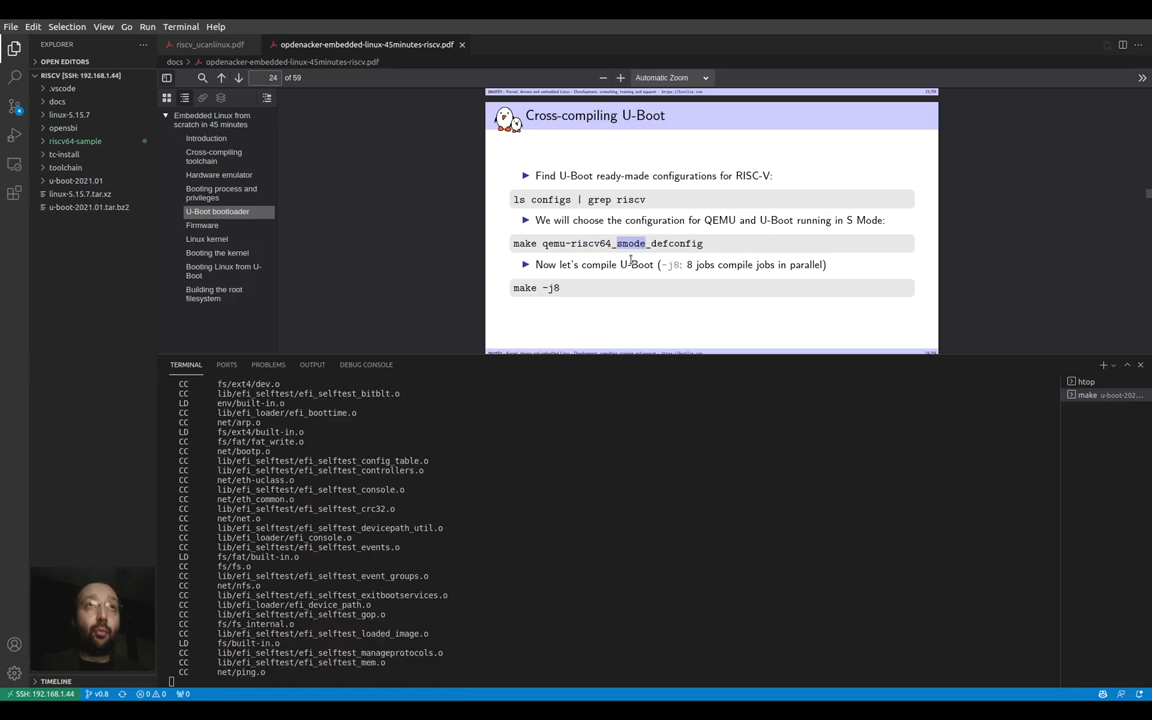 File Edit Selection View Go Run Terminal Help
EXPLORER
riscv_ucanlinux.pdf
opdenacker-embedded-linux-45minutes-riscv.pdf
OPEN EDITORS
RISCV [SSH: 192.168.1.44]
.vscode
docs
linux-5.15.7
opensbi
riscv64-sample
tc-install
toolchain
u-boot-2021.01
linux-5.15.7.tar.xz
u-boot-2021.01.tar.bz2
TIMELINE
docs > opdenacker-embedded-linux-45minutes-riscv.pdf
24 of 59
Automatic Zoom
Embedded Linux from
scratch in 45 minutes
Introduction
Cross-compiling
toolchain
Hardware emulator
Booting process and
privileges
U-Boot bootloader
Firmware
Linux kernel
Booting the kernel
Booting Linux from U-
Boot
Building the root
filesystem
Cross-compiling U-Boot
Find U-Boot ready-made configurations for RISC-V:
ls configs | grep riscv
We will choose the configuration for QEMU and U-Boot running in S Mode:
make qemu-riscv64_smode_defconfig
Now let's compile U-Boot (-j8: 8 jobs compile jobs in parallel)
make -j8
TERMINAL PORTS PROBLEMS OUTPUT DEBUG CONSOLE
CC fs/ext4/dev.o
CC lib/efi_selftest/efi_selftest_bitblt.o
LD env/built-in.o
CC lib/efi_loader/efi_boottime.o
CC net/arp.o
LD fs/ext4/built-in.o
CC fs/fat/fat_write.o
CC net/bootp.o
CC lib/efi_selftest/efi_selftest_config_table.o
CC lib/efi_selftest/efi_selftest_controllers.o
CC net/eth-uclass.o
CC lib/efi_selftest/efi_selftest_console.o
CC net/eth_common.o
CC lib/efi_selftest/efi_selftest_crc32.o
CC net/net.o
CC lib/efi_selftest/efi_selftest_devicepath_util.o
CC lib/efi_loader/efi_console.o
CC lib/efi_selftest/efi_selftest_events.o
LD fs/fat/built-in.o
CC fs/fs.o
CC lib/efi_selftest/efi_selftest_event_groups.o
CC net/nfs.o
CC lib/efi_selftest/efi_selftest_exitbootservices.o
CC lib/efi_loader/efi_device_path.o
CC lib/efi_selftest/efi_selftest_gop.o
CC fs/fs_internal.o
CC lib/efi_selftest/efi_selftest_loaded_image.o
LD fs/built-in.o
CC lib/efi_selftest/efi_selftest_manageprotocols.o
CC lib/efi_selftest/efi_selftest_mem.o
CC net/ping.o
htop
make u-boot-202...
SSH: 192.168.1.44 v0.8 0 0 0